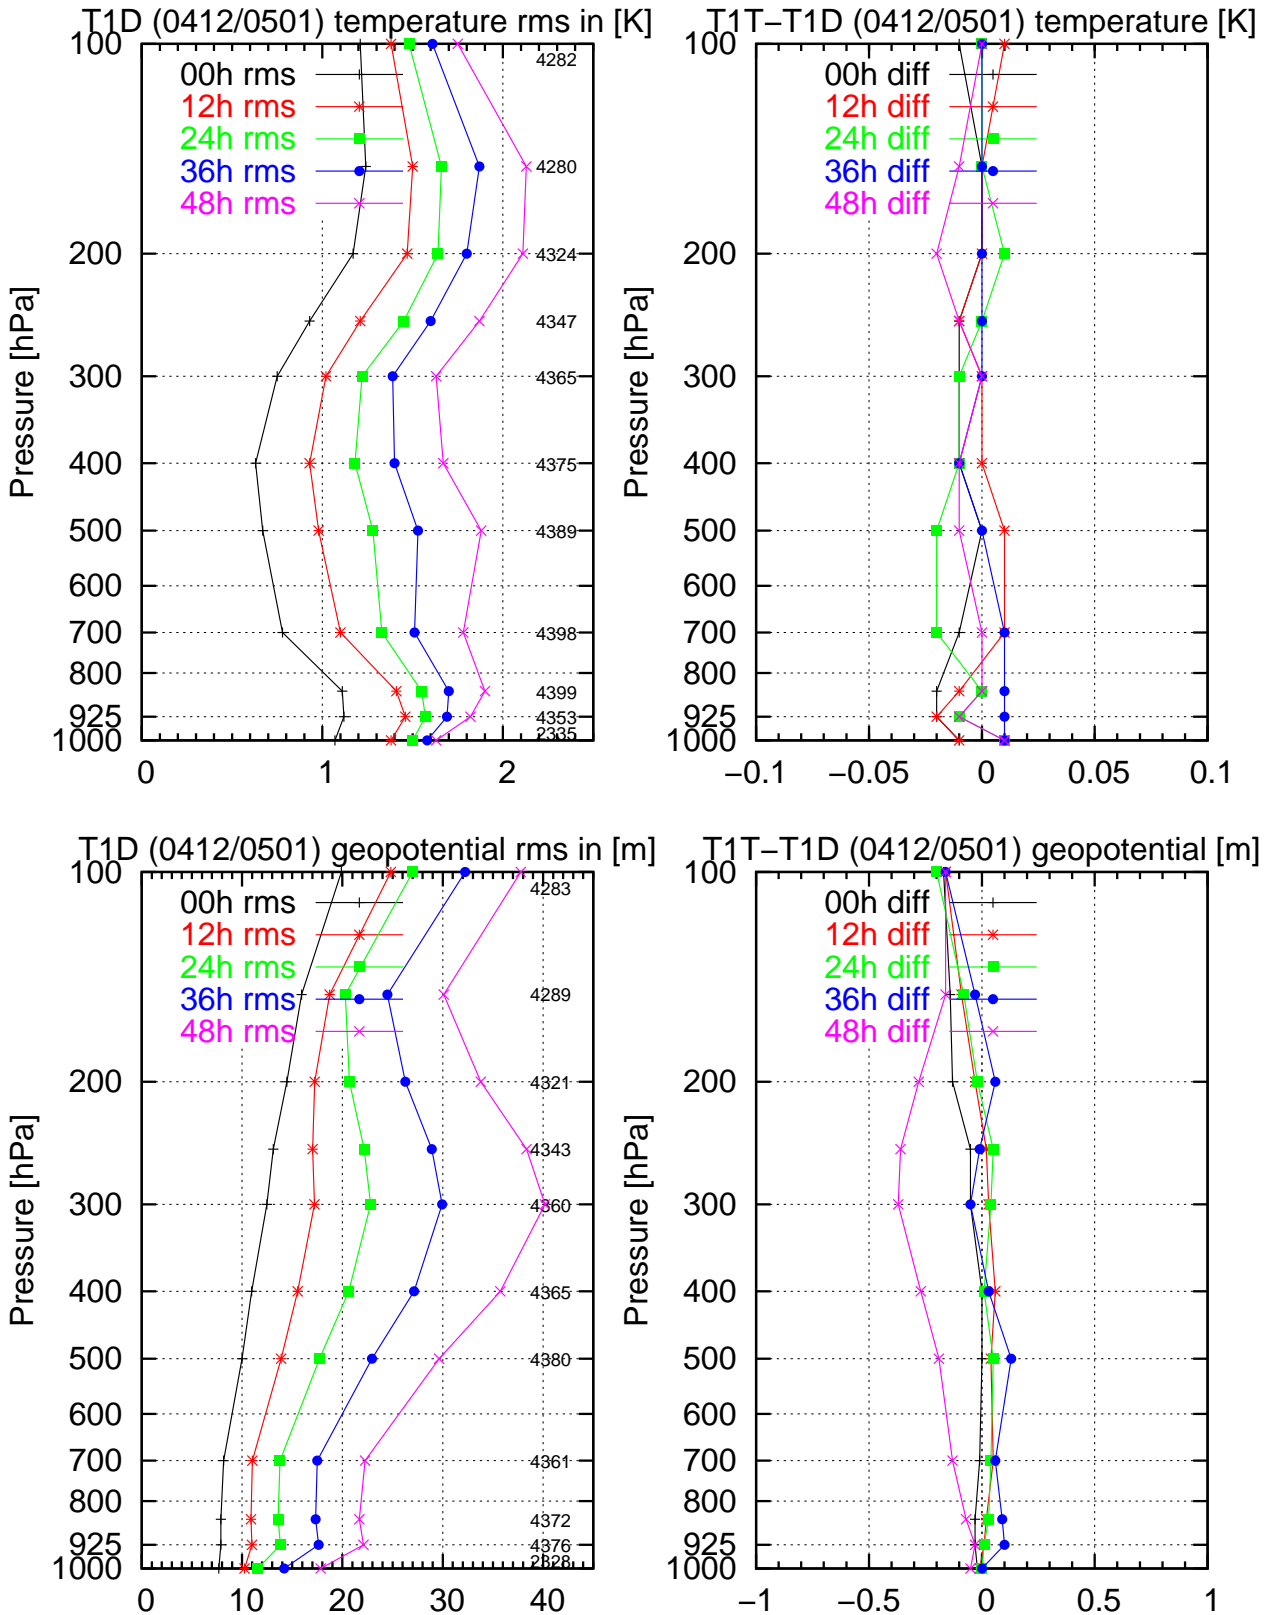 T1D (0412/0501) temperature rms in [K]
100
200
300
400
500
600
700
800
925
1000
Pressure [hPa]
00h rms
12h rms
24h rms
36h rms
48h rms
4282
4280
4324
4347
4365
4375
4389
4398
4399
4353
2335
0
1
2
T1T−T1D (0412/0501) temperature [K]
100
200
300
400
500
600
700
800
925
1000
Pressure [hPa]
00h diff
12h diff
24h diff
36h diff
48h diff
−0.1
−0.05
0
0.05
0.1
T1D (0412/0501) geopotential rms in [m]
100
200
300
400
500
600
700
800
925
1000
Pressure [hPa]
00h rms
12h rms
24h rms
36h rms
48h rms
4283
4289
4321
4343
4360
4365
4380
4361
4372
4376
2328
0
10
20
30
40
T1T−T1D (0412/0501) geopotential [m]
100
200
300
400
500
600
700
800
925
1000
Pressure [hPa]
00h diff
12h diff
24h diff
36h diff
48h diff
−1
−0.5
0
0.5
1